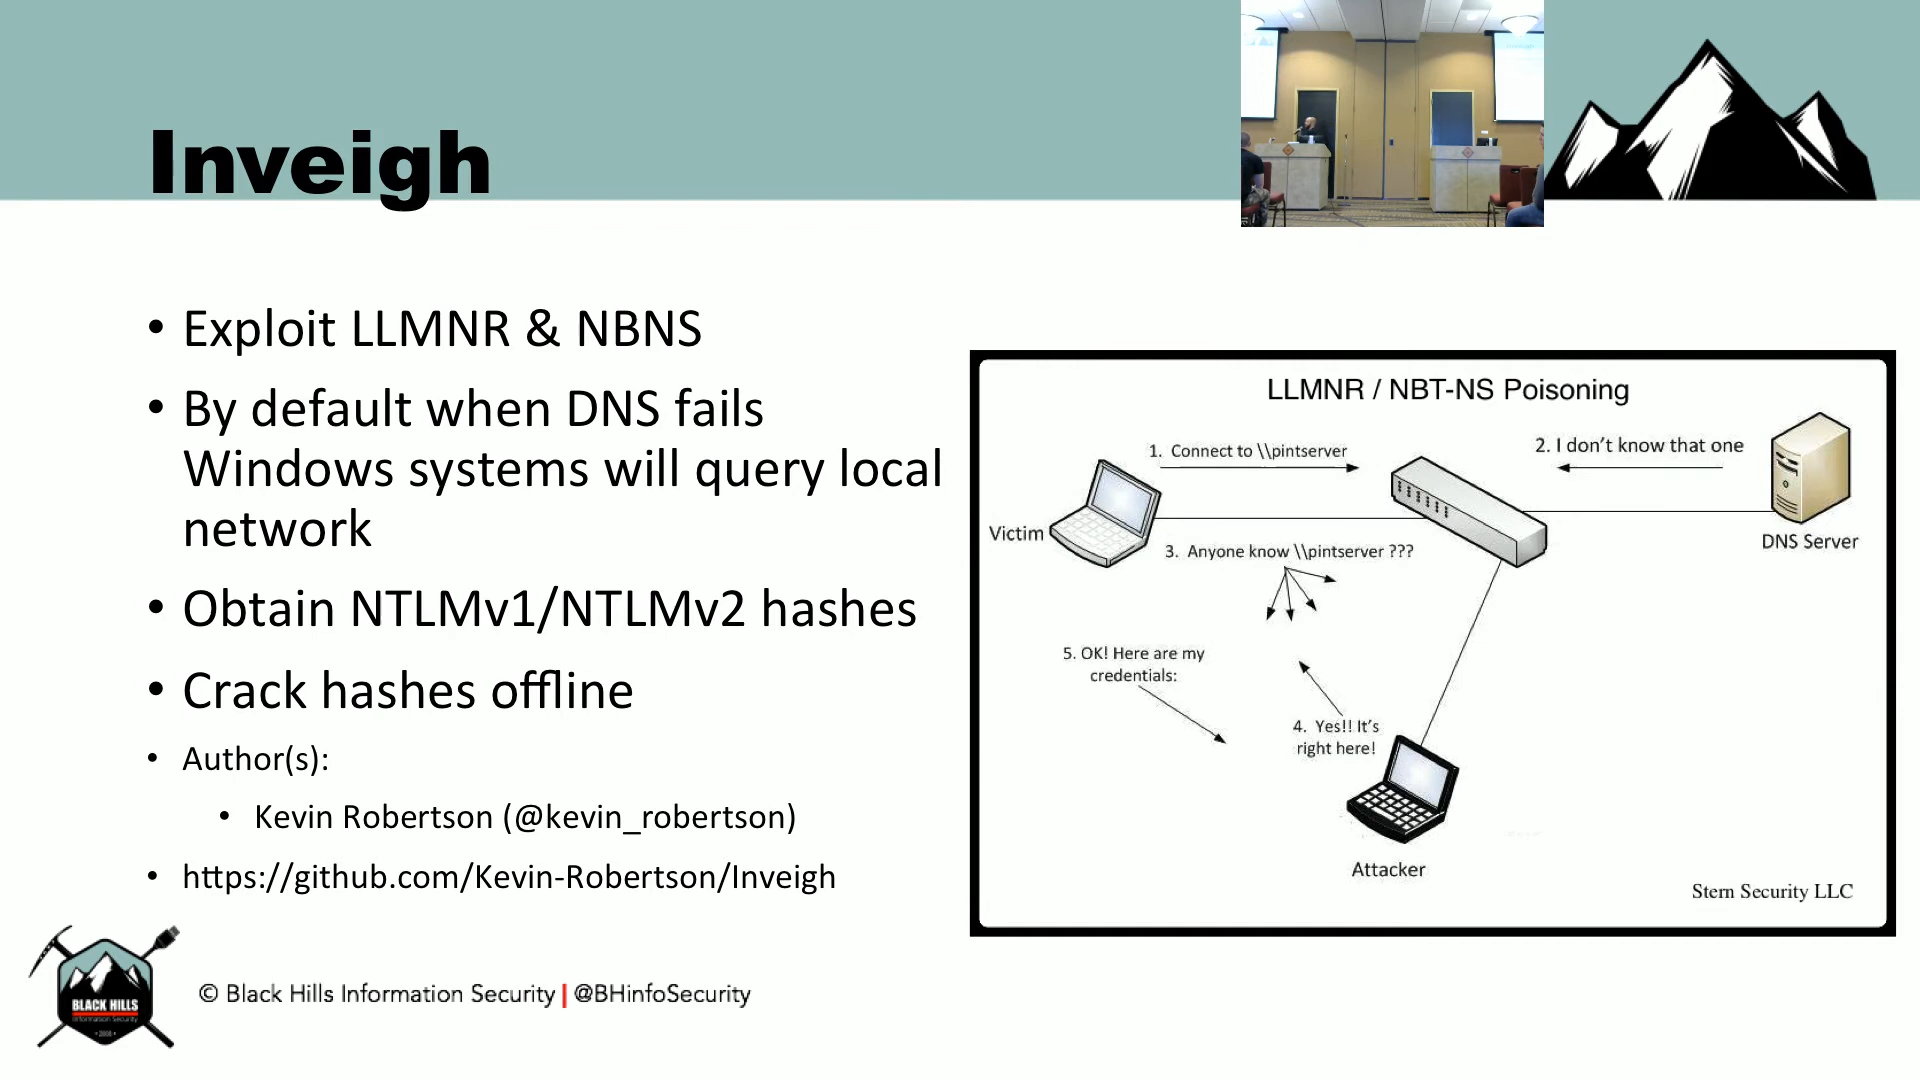 Inveigh
• Exploit LLMNR & NBNS
• By default when DNS fails
Windows systems will query local
network
• Obtain NTLMv1/NTLMv2 hashes
• Crack hashes offline
• Author(s):
• Kevin Robertson (@kevin_robertson)
• https://github.com/Kevin-Robertson/Inveigh
LLMNR / NBT-NS Poisoning
1. Connect to \\pintserver
2. I don't know that one
Victim
DNS Server
3. Anyone know \\pintserver ???
5. OK! Here are my
credentials:
4. Yes!! It's
right here!
Attacker
Stern Security LLC
BLACK HILLS
Information Security
• 2008 •
© Black Hills Information Security | @BHinfoSecurity